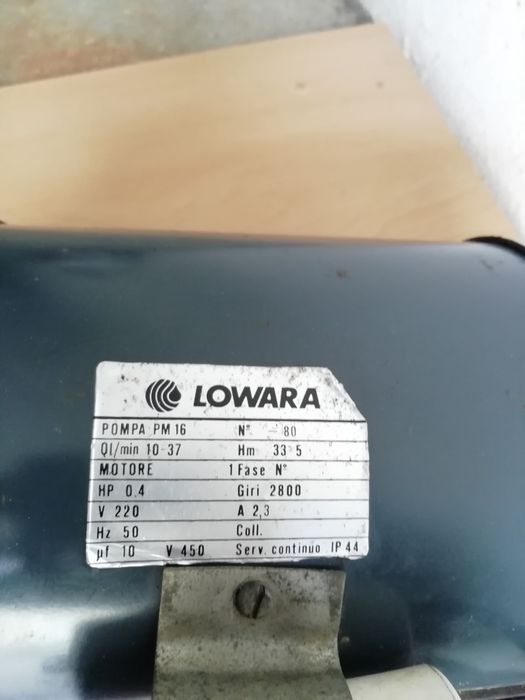 LOWARA
POMPA PM 16 N° - 80
Ql/min 10-37 Hm 33 5
MOTORE 1 Fase N°
HP 0.4 Giri 2800
V 220 A 2,3
Hz 50 Coll.
µf 10 V 450 Serv. continuo IP 44